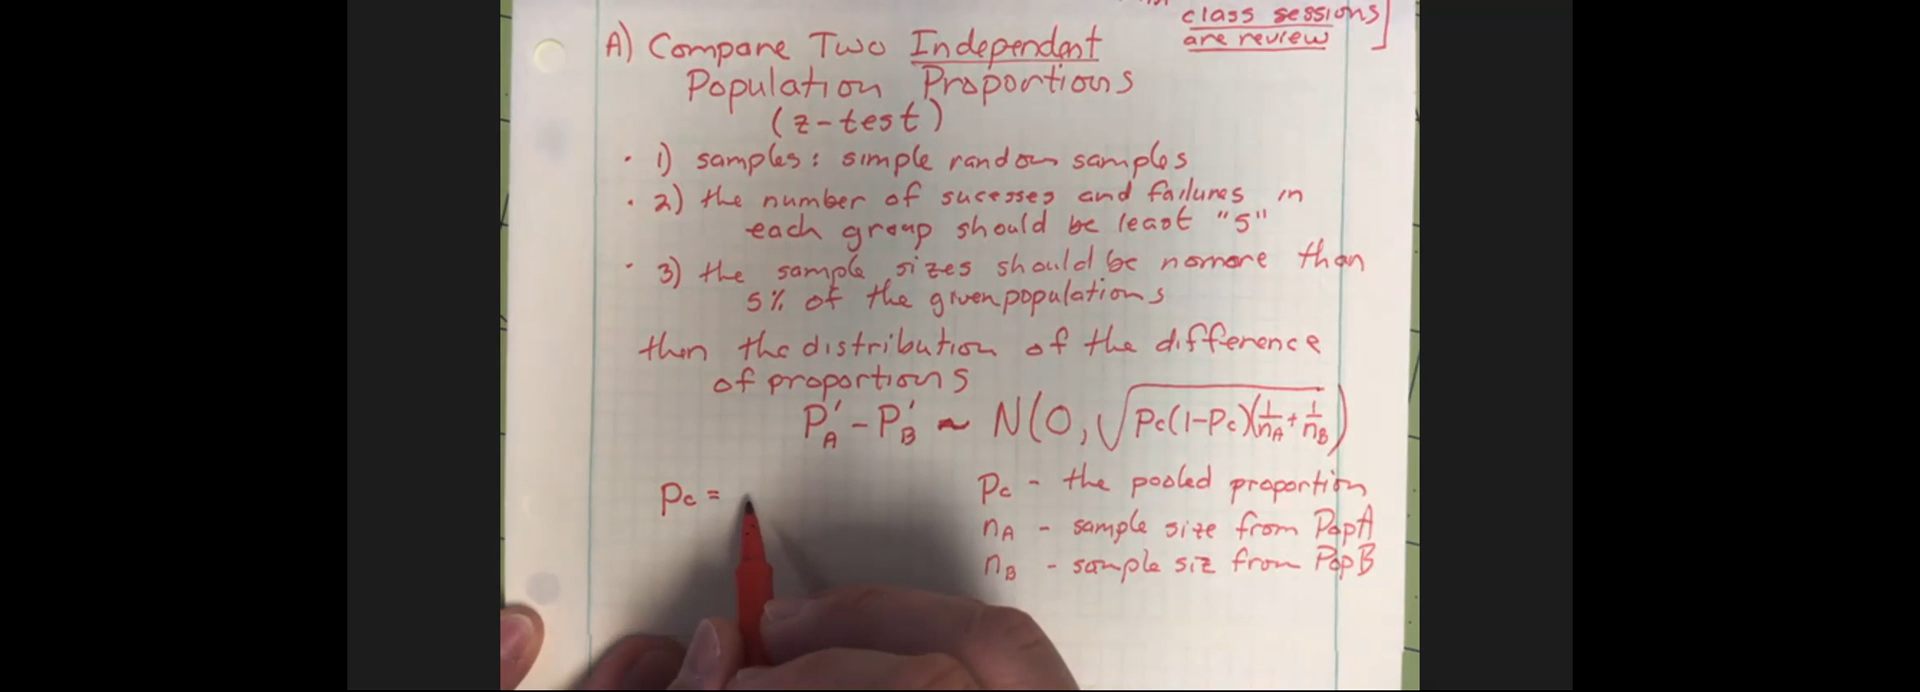 class sessions]
are review
A) Compare Two Independent
Population Proportions
(z-test)
· 1) samples: simple random samples
· 2) the number of sucesses and failures in
each group should be least "5"
· 3) the sample sizes should be nomore than
5% of the given populations
then the distribution of the difference
of proportions
P'A - P'B ~ N(0, √(Pc(1-Pc)(1/nA + 1/nB)))
Pc =
Pc - the pooled proportion
nA - sample size from Pop A
nB - sample siz from Pop B